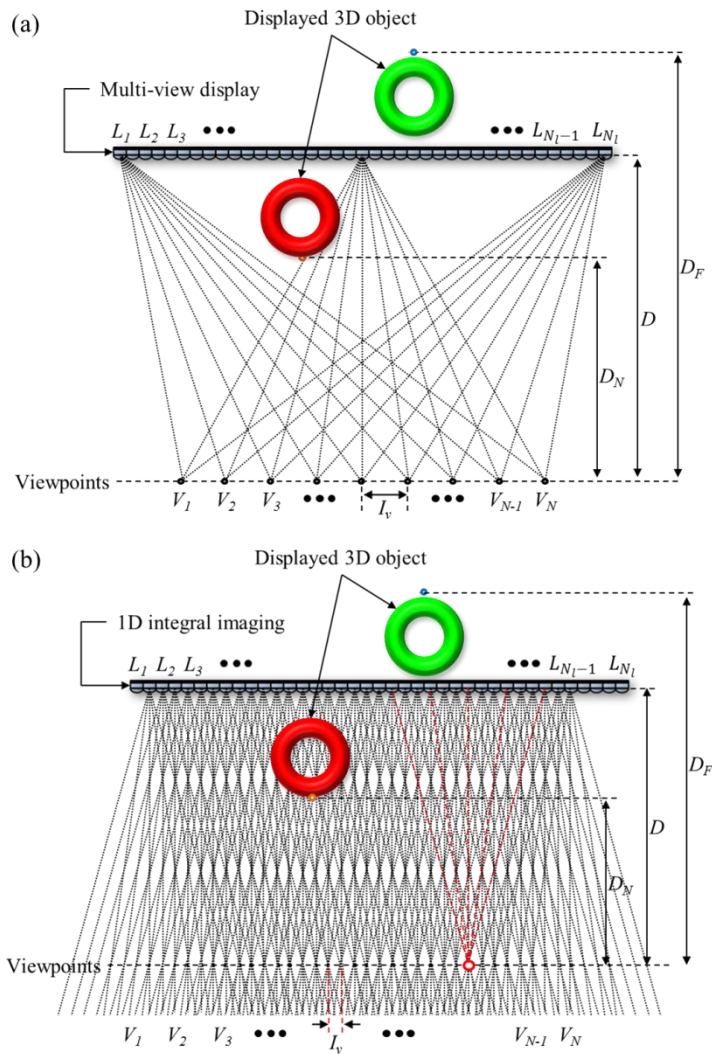 (a)
Displayed 3D object
Multi-view display
L1 L2 L3 ••• ••• LNl−1 LNl
DF
D
DN
Viewpoints
V1 V2 V3 ••• Iv ••• VN-1 VN
(b)
Displayed 3D object
1D integral imaging
L1 L2 L3 ••• ••• LNl−1 LNl
DF
D
DN
Viewpoints
V1 V2 V3 ••• Iv ••• VN-1 VN